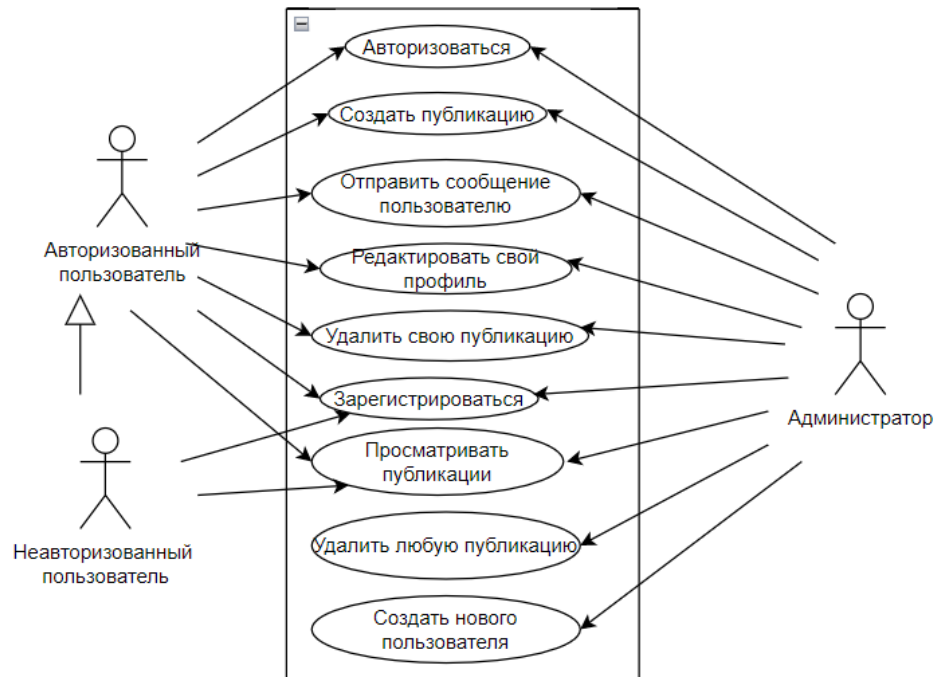 Авторизоваться
Создать публикацию
Отправить сообщение
пользователю
Авторизованный
пользователь
Редактировать свой
профиль
Удалить свою публикацию
Зарегистрироваться
Администратор
Просматривать
публикации
Неавторизованный
пользователь
Удалить любую публикацию
Создать нового
пользователя